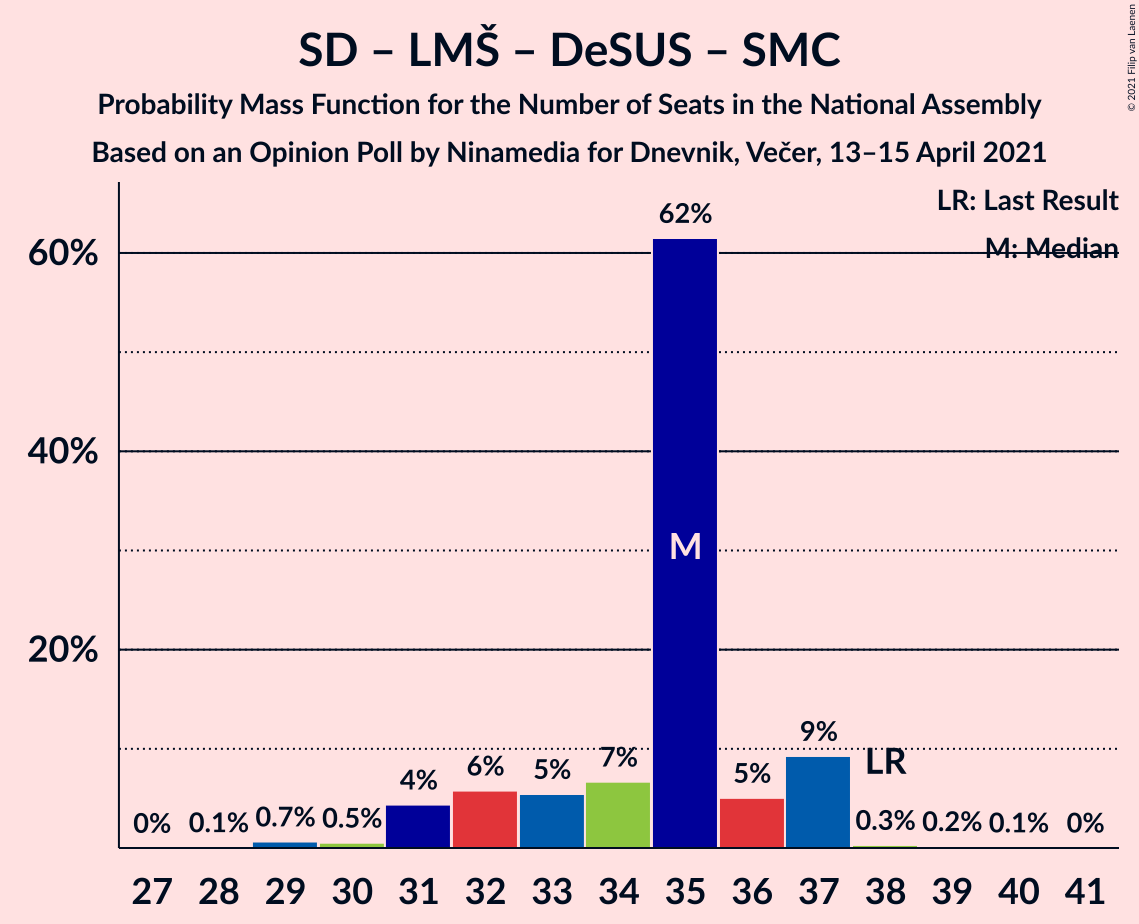 SD – LMŠ – DeSUS – SMC
Probability Mass Function for the Number of Seats in the National Assembly
Based on an Opinion Poll by Ninamedia for Dnevnik, Večer, 13–15 April 2021
© 2021 Filip van Laenen
LR: Last Result
M: Median
60%
40%
20%
0% 0.1% 0.7% 0.5% 4% 6% 5% 7% 62% 5% 9% 0.3% 0.2% 0.1% 0%
M
LR
27 28 29 30 31 32 33 34 35 36 37 38 39 40 41